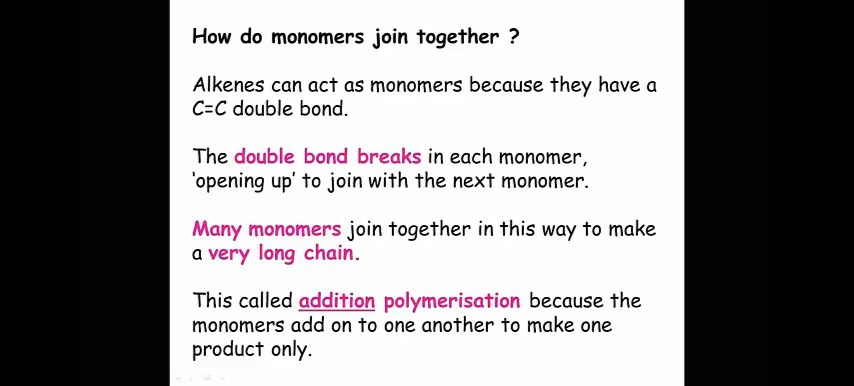 How do monomers join together ?
Alkenes can act as monomers because they have a
C=C double bond.
The double bond breaks in each monomer,
‘opening up’ to join with the next monomer.
Many monomers join together in this way to make
a very long chain.
This called addition polymerisation because the
monomers add on to one another to make one
product only.